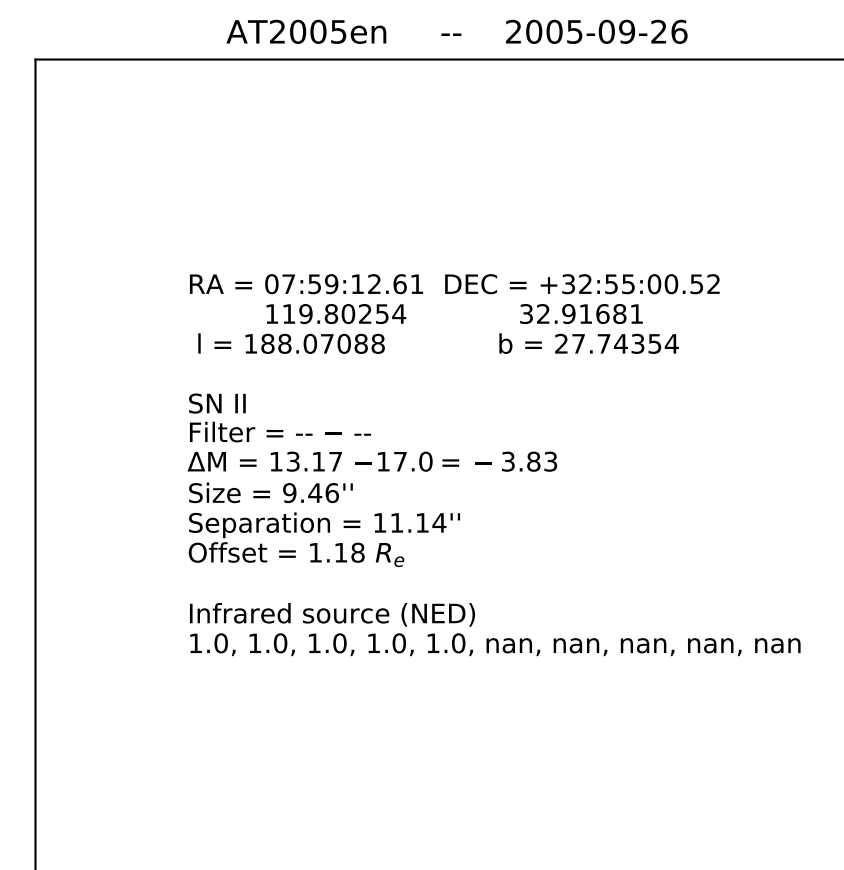 AT2005en -- 2005-09-26
RA = 07:59:12.61 DEC = +32:55:00.52
119.80254 32.91681
l = 188.07088 b = 27.74354
SN II
Filter = -- − --
ΔM = 13.17 −17.0 = − 3.83
Size = 9.46''
Separation = 11.14''
Offset = 1.18 Rₑ
Infrared source (NED)
1.0, 1.0, 1.0, 1.0, 1.0, nan, nan, nan, nan, nan